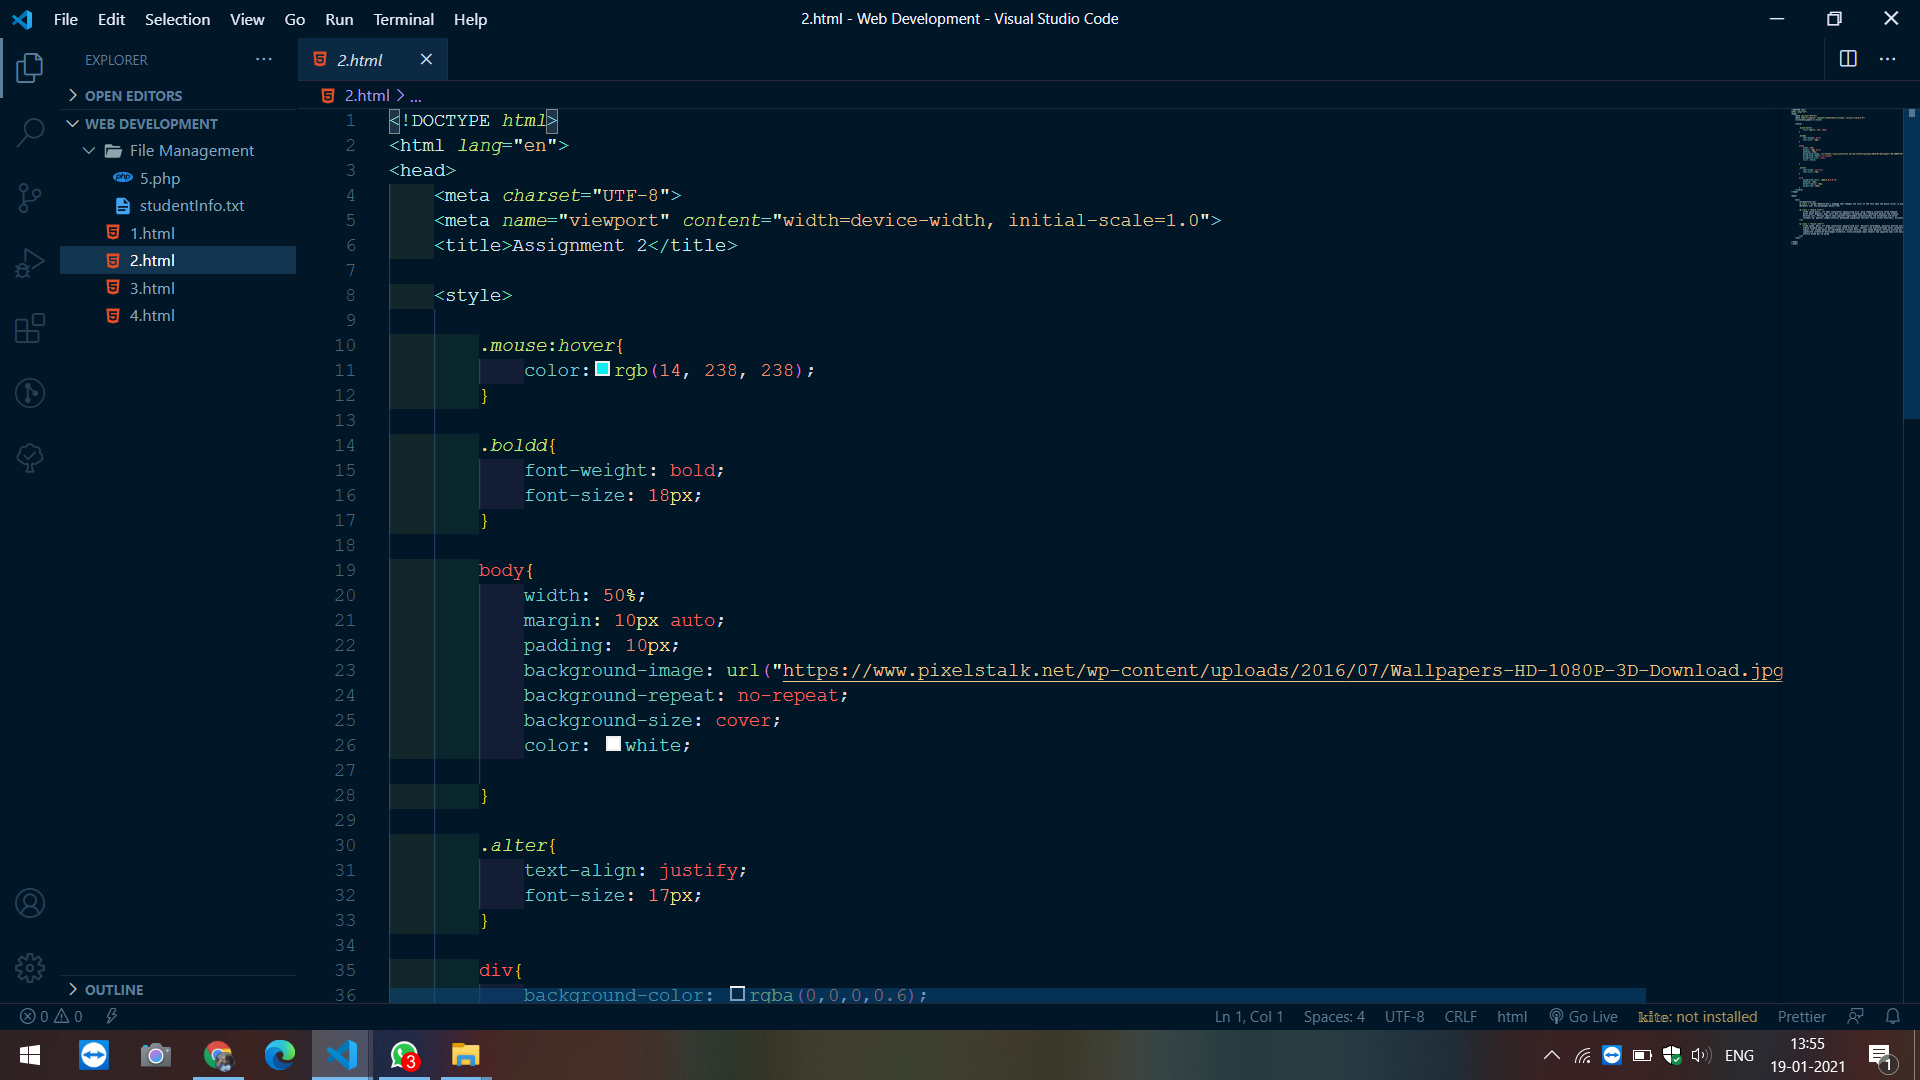 File Edit Selection View Go Run Terminal Help
2.html - Web Development - Visual Studio Code
EXPLORER
2.html
OPEN EDITORS
2.html > ...
WEB DEVELOPMENT
File Management
5.php
studentInfo.txt
1.html
2.html
3.html
4.html
OUTLINE
1 <!DOCTYPE html>
2 <html lang="en">
3 <head>
4 <meta charset="UTF-8">
5 <meta name="viewport" content="width=device-width, initial-scale=1.0">
6 <title>Assignment 2</title>
7
8 <style>
9
10 .mouse:hover{
11 color:rgb(14, 238, 238);
12 }
13
14 .boldd{
15 font-weight: bold;
16 font-size: 18px;
17 }
18
19 body{
20 width: 50%;
21 margin: 10px auto;
22 padding: 10px;
23 background-image: url("https://www.pixelstalk.net/wp-content/uploads/2016/07/Wallpapers-HD-1080P-3D-Download.jpg
24 background-repeat: no-repeat;
25 background-size: cover;
26 color: white;
27
28 }
29
30 .alter{
31 text-align: justify;
32 font-size: 17px;
33 }
34
35 div{
36 background-color: rgba(0,0,0,0.6);
0 0
Ln 1, Col 1 Spaces: 4 UTF-8 CRLF html Go Live kite: not installed Prettier
3
ENG
13:55
19-01-2021
1